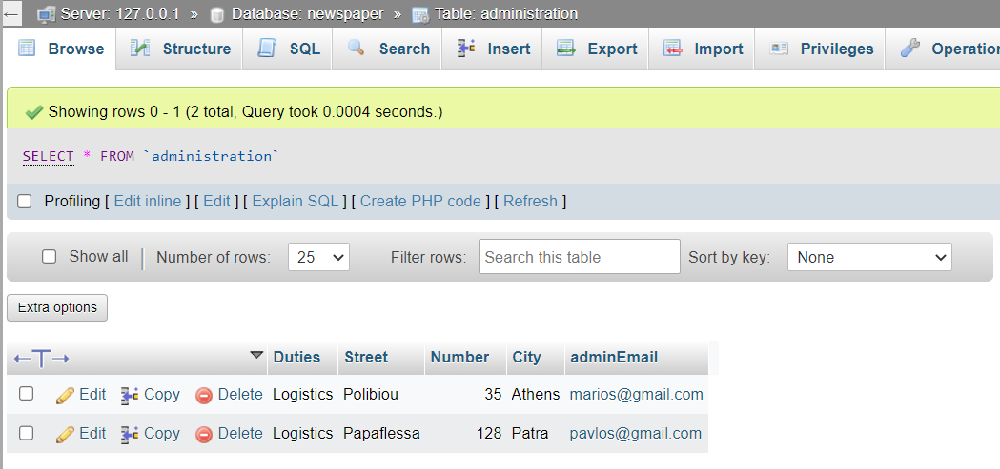 Server: 127.0.0.1 » Database: newspaper » Table: administration
Browse Structure SQL Search Insert Export Import Privileges Operation
Showing rows 0 - 1 (2 total, Query took 0.0004 seconds.)
SELECT * FROM `administration`
Profiling [ Edit inline ] [ Edit ] [ Explain SQL ] [ Create PHP code ] [ Refresh ]
Show all Number of rows: 25 Filter rows: Search this table Sort by key: None
Extra options
←T→ Duties Street Number City adminEmail
Edit Copy Delete Logistics Polibiou 35 Athens marios@gmail.com
Edit Copy Delete Logistics Papaflessa 128 Patra pavlos@gmail.com